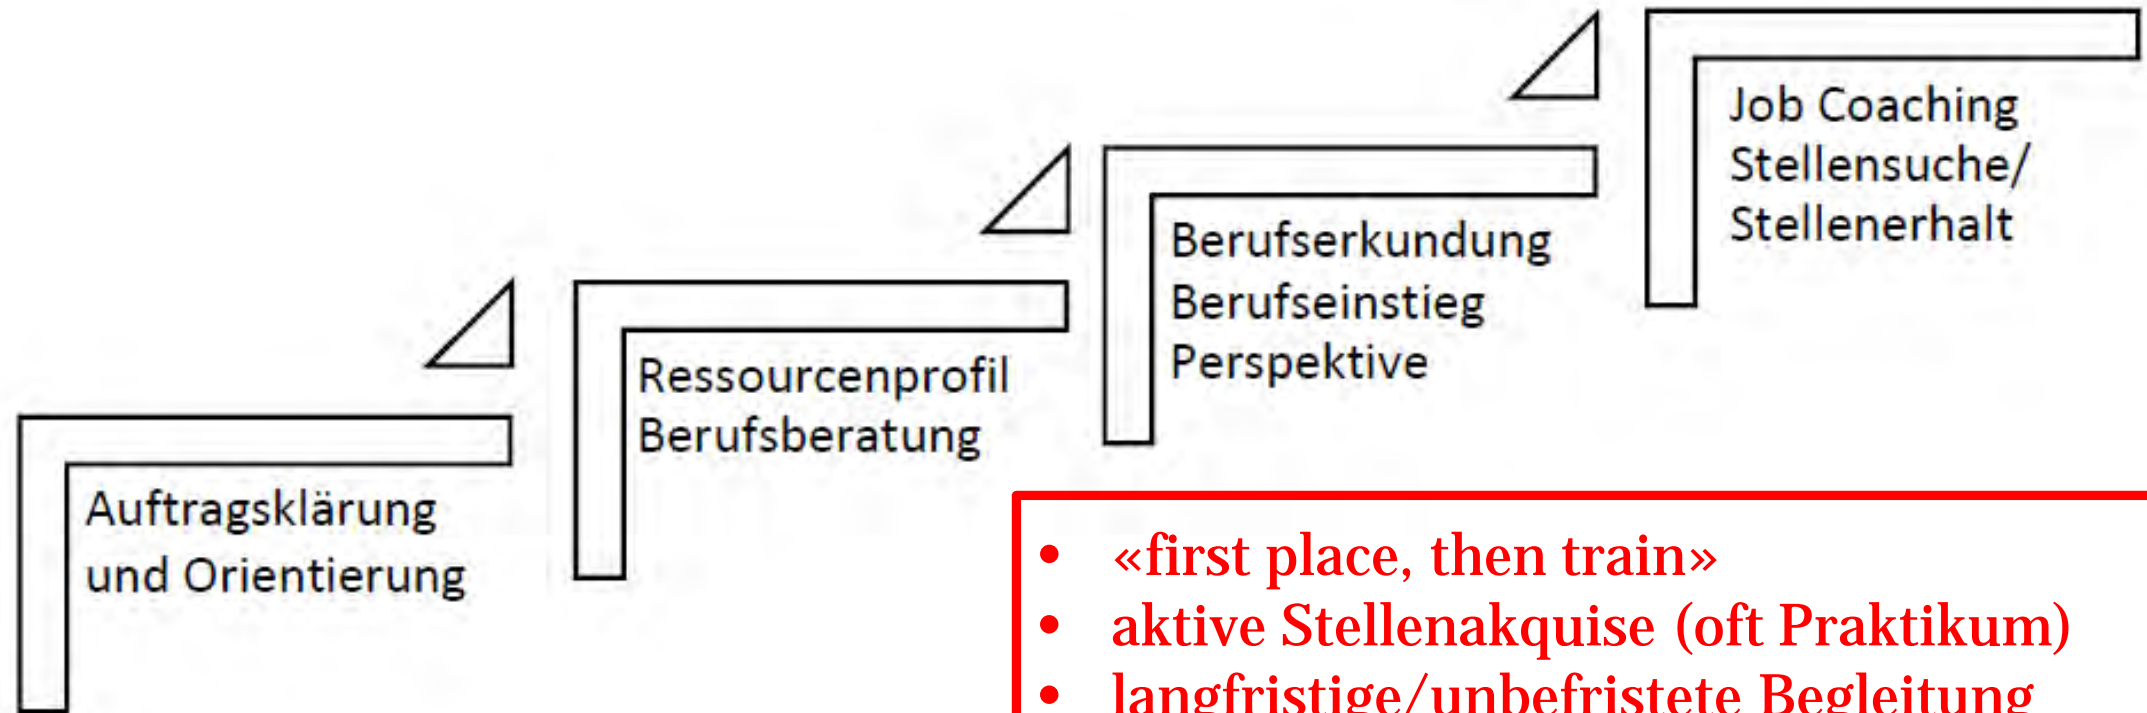 Auftragsklärung
und Orientierung
Ressourcenprofil
Berufsberatung
Berufserkundung
Berufseinstieg
Perspektive
Job Coaching
Stellensuche/
Stellenerhalt
• «first place, then train»
• aktive Stellenakquise (oft Praktikum)
• langfristige/unbefristete Begleitung